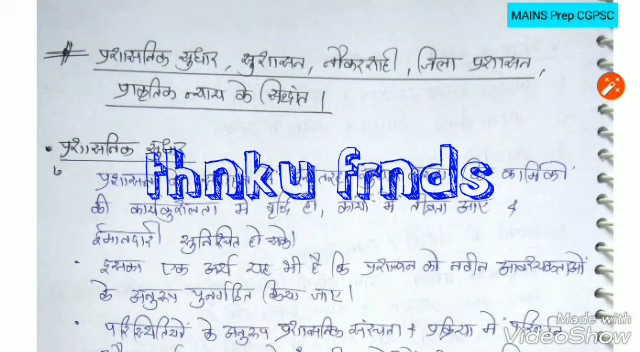 MAINS Prep CGPSC
प्रशासनिक सुधार, सुशासन, नौकरशाही, जिला प्रशासन,
प्राकृतिक न्याय के सिद्धांत।
• प्रशासनिक सुधार
thnku frnds
कार्मिकों
की कार्यकुशलता में वृद्धि हो, कार्यों में तीव्रता आए &
ईमानदारी सुनिश्चित हो सके।
• इसका एक अर्थ यह भी है कि प्रशासन को नवीन आवश्यकताओं
के अनुरूप पुनर्गठित किया जाए।
• परिस्थितियों के अनुरूप प्रशासनिक संरचना & प्रक्रिया में
Made with
VideoShow